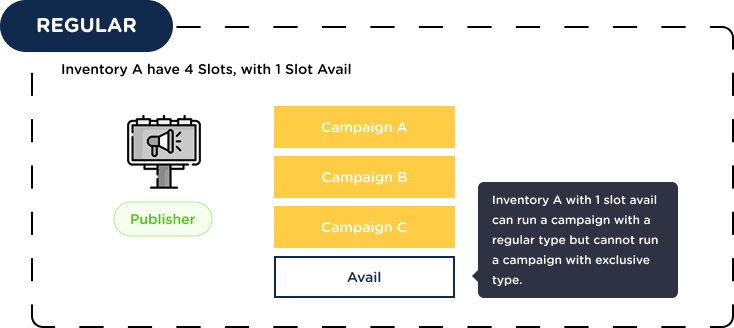 REGULAR
Inventory A have 4 Slots, with 1 Slot Avail
Campaign A
Campaign B
Publisher
Campaign C
Avail
Inventory A with 1 slot avail
can run a campaign with a
regular type but cannot run
a campaign with exclusive
type.